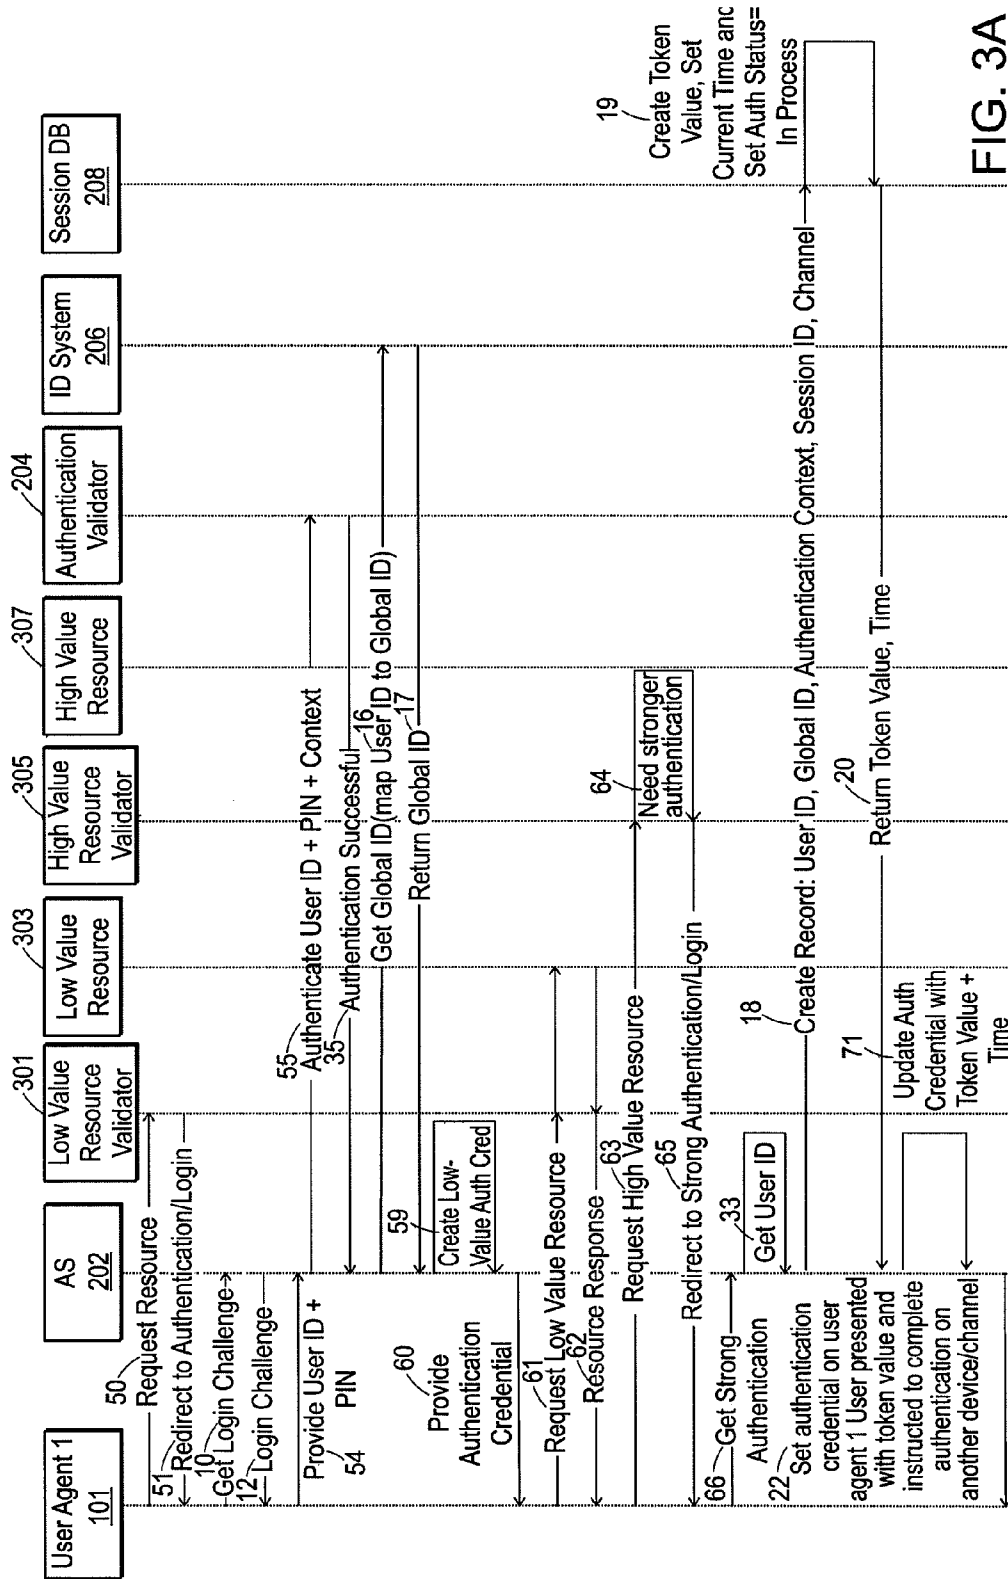 User Agent 1
101
AS
202
301
Low Value
Resource
Validator
303
Low Value
Resource
305
High Value
Resource
Validator
307
High Value
Resource
204
Authentication
Validator
ID System
206
Session DB
208
50
Request Resource
51
Redirect to Authentication/Login
10
Get Login Challenge
12
Login Challenge
Provide User ID +
PIN
54
55
Authenticate User ID + PIN + Context
35
Authentication Successful
16
Get Global ID(map User ID to Global ID)
17
Return Global ID
59
Create Low-
Value Auth Cred
60
Provide
Authentication
Credential
61
Request Low Value Resource
62
Resource Response
63
Request High Value Resource
64
Need stronger
authentication
65
Redirect to Strong Authentication/Login
66
Get Strong
Authentication
33
Get User ID
18
Create Record: User ID, Global ID, Authentication Context, Session ID, Channel
19
Create Token
Value, Set
Current Time and
Set Auth Status=
In Process
20
Return Token Value, Time
71
Update Auth
Credential with
Token Value +
Time
22
Set authentication
credential on user
agent 1 User presented
with token value and
instructed to complete
authentication on
another device/channel
FIG. 3A